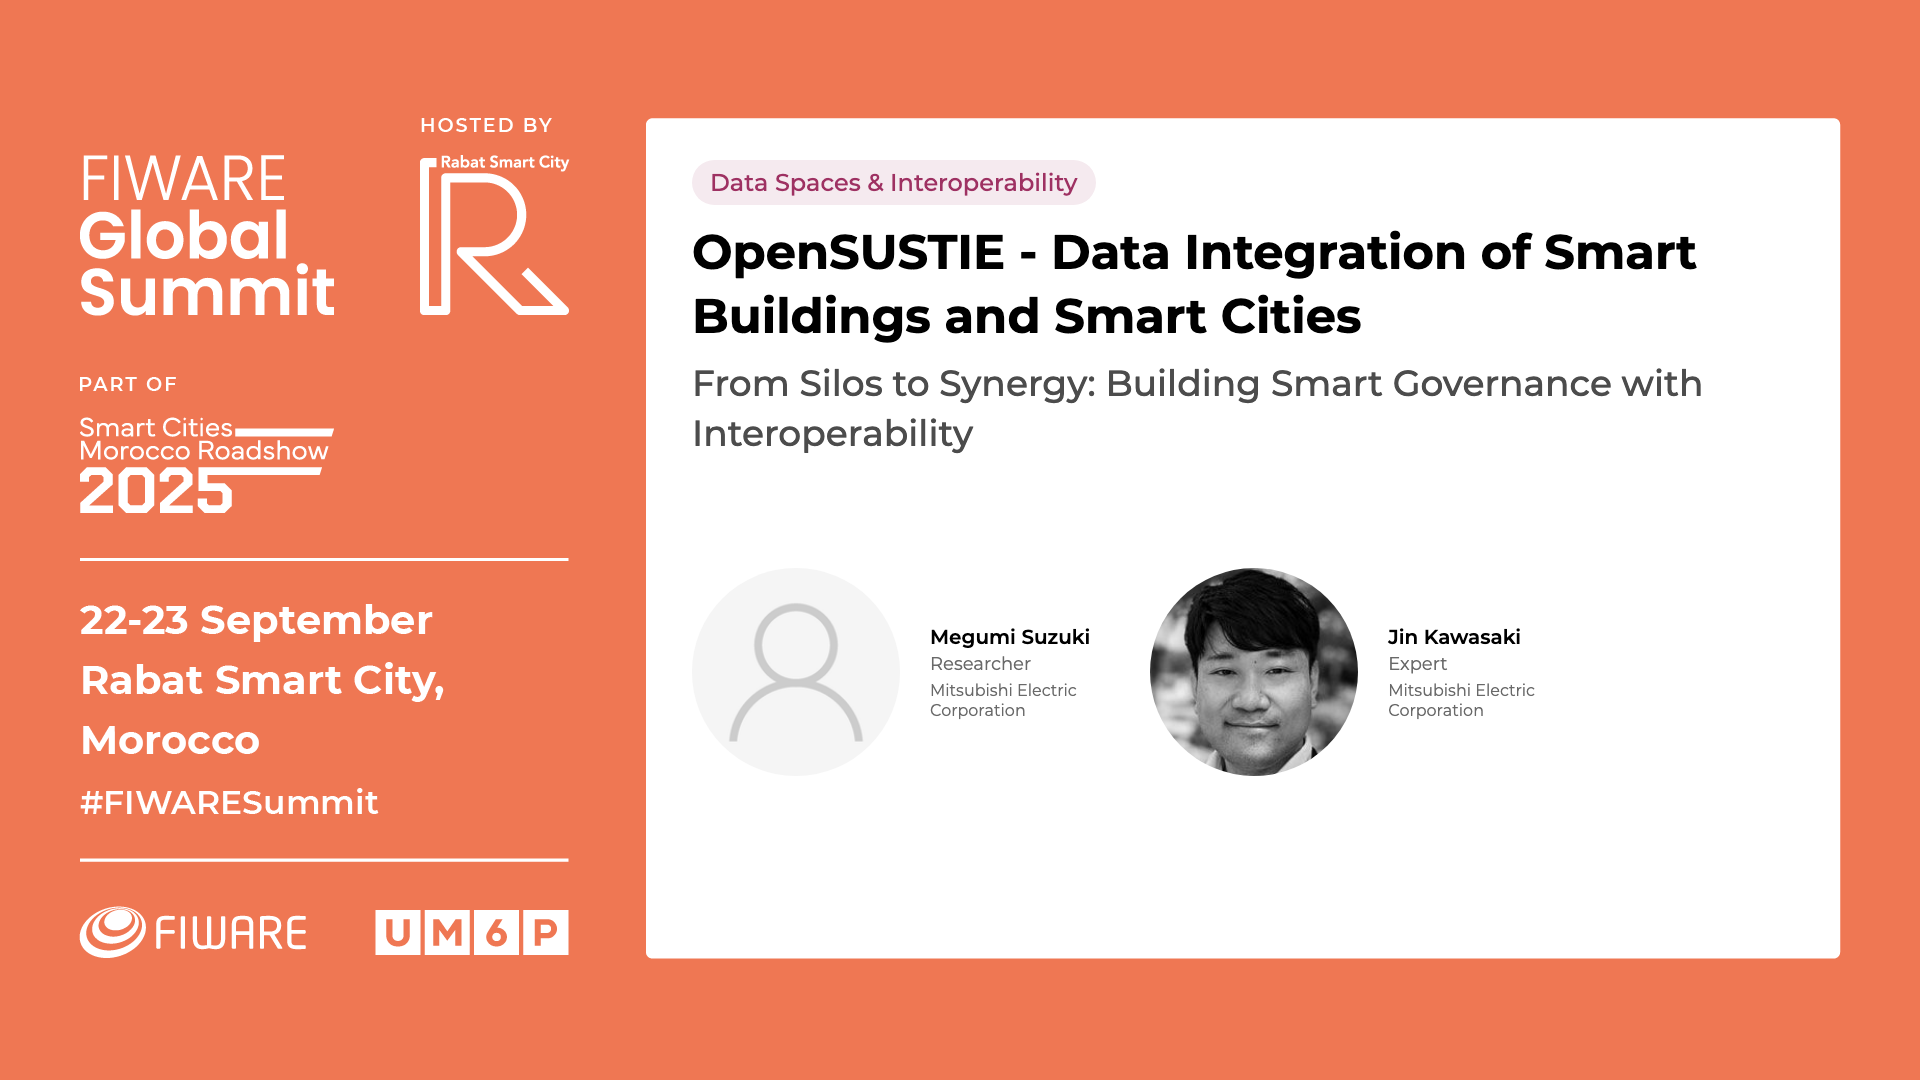 HOSTED BY
FIWARE
Global
Summit
Rabat Smart City
PART OF
Smart Cities
Morocco Roadshow
2025
22-23 September
Rabat Smart City,
Morocco
#FIWARESummit
FIWARE
UM6P
Data Spaces & Interoperability
OpenSUSTIE - Data Integration of Smart
Buildings and Smart Cities
From Silos to Synergy: Building Smart Governance with
Interoperability
Megumi Suzuki
Researcher
Mitsubishi Electric
Corporation
Jin Kawasaki
Expert
Mitsubishi Electric
Corporation